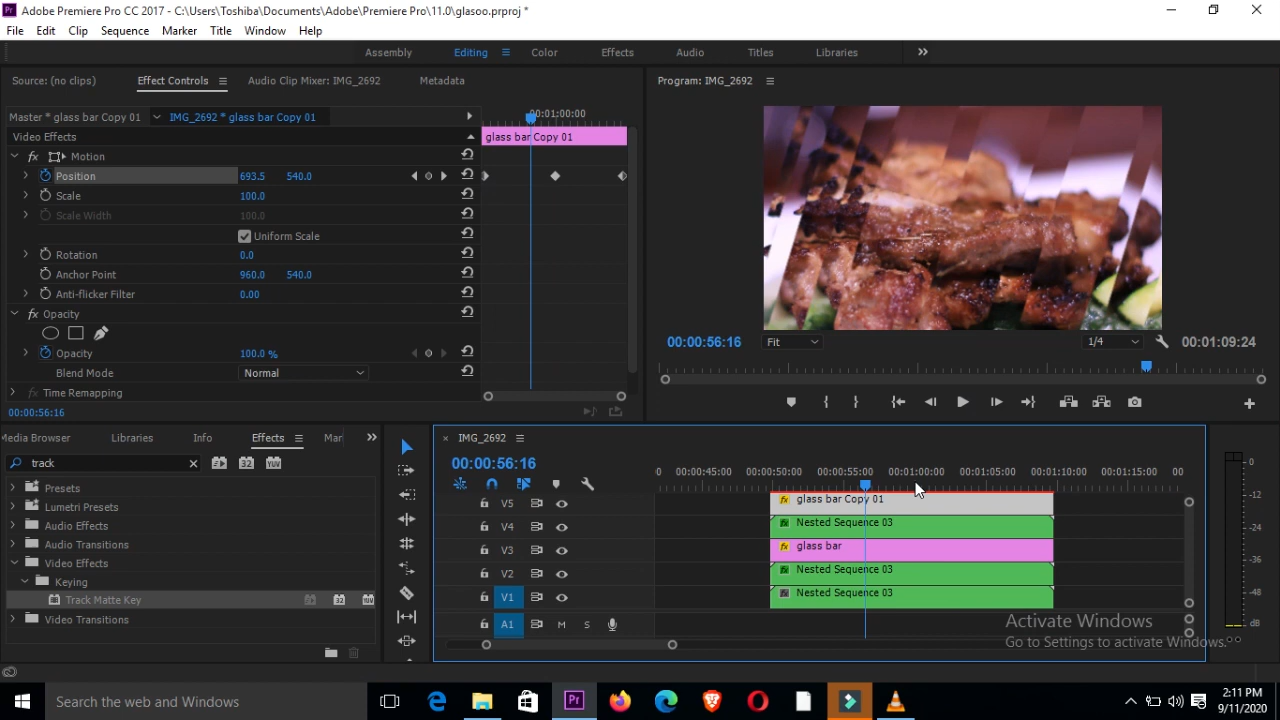 Adobe Premiere Pro CC 2017 - C:\Users\Toshiba\Documents\Adobe\Premiere Pro\11.0\glasoo.prproj *
File Edit Clip Sequence Marker Title Window Help
Assembly Editing Color Effects Audio Titles Libraries
Source: (no clips) Effect Controls Audio Clip Mixer: IMG_2692 Metadata
Program: IMG_2692
Master * glass bar Copy 01 IMG_2692 * glass bar Copy 01
00:01:00:00
Video Effects
glass bar Copy 01
fx Motion
Position 693.5 540.0
Scale 100.0
Scale Width 100.0
Uniform Scale
Rotation 0.0
Anchor Point 960.0 540.0
Anti-flicker Filter 0.00
fx Opacity
Opacity 100.0 %
Blend Mode Normal
fx Time Remapping
00:00:56:16
00:00:56:16 Fit 1/4 00:01:09:24
Media Browser Libraries Info Effects Mar
track
Presets
Lumetri Presets
Audio Effects
Audio Transitions
Video Effects
Keying
Track Matte Key
Video Transitions
× IMG_2692
00:00:56:16
00:00:45:00 00:00:50:00 00:00:55:00 00:01:00:00 00:01:05:00 00:01:10:00 00:01:15:00 00
V5 fx glass bar Copy 01
V4 fx Nested Sequence 03
V3 fx glass bar
V2 fx Nested Sequence 03
V1 fx Nested Sequence 03
A1 M S
0
-12
-24
-36
-48
dB
Activate Windows
Go to Settings to activate Windows.
Search the web and Windows
2:11 PM
9/11/2020